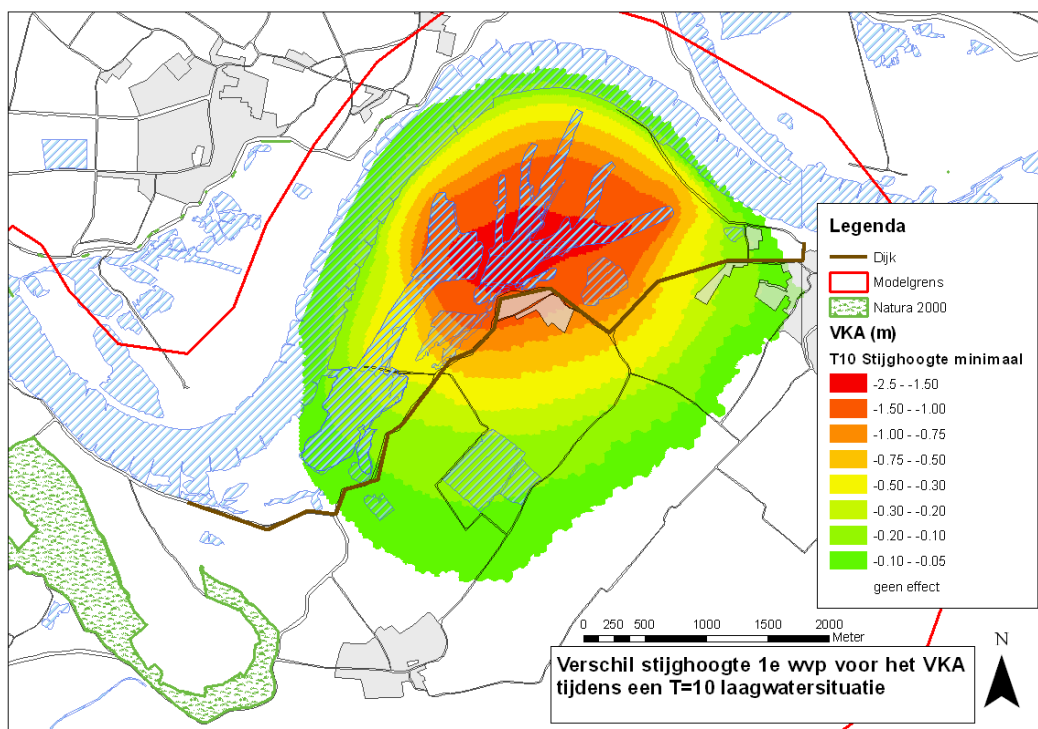 Legenda
Dijk
Modelgrens
Natura 2000
VKA (m)
T10 Stijghoogte minimaal
-2.5 - -1.50
-1.50 - -1.00
-1.00 - -0.75
-0.75 - -0.50
-0.50 - -0.30
-0.30 - -0.20
-0.20 - -0.10
-0.10 - -0.05
geen effect
0 250 500 1000 1500 2000
Meter
N
Verschil stijghoogte 1e wvp voor het VKA
tijdens een T=10 laagwatersituatie